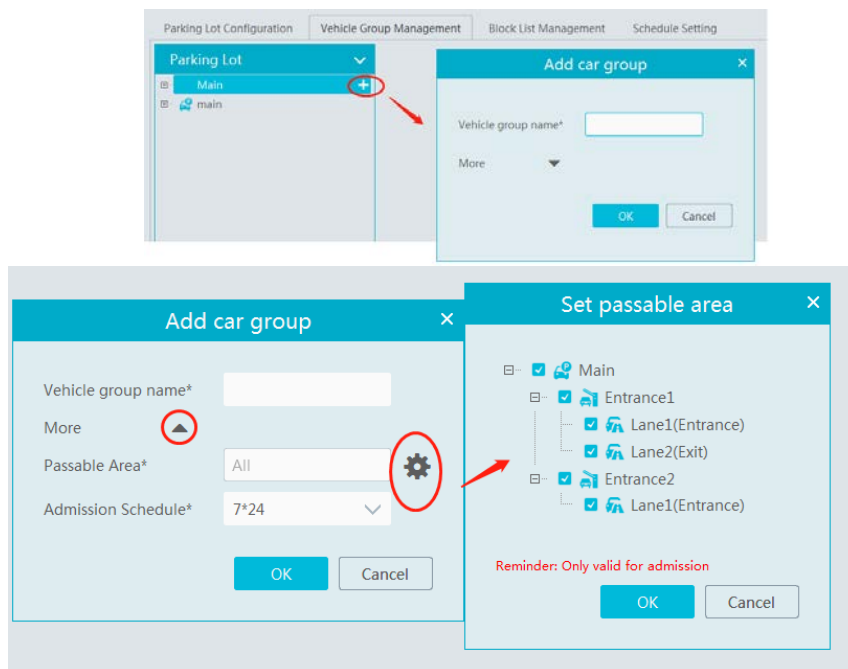 Parking Lot Configuration Vehicle Group Management Block List Management Schedule Setting
Parking Lot
Main
main
Add car group ×
Vehicle group name*
More
OK Cancel
Add car group ×
Vehicle group name*
More
Passable Area* All
Admission Schedule* 7*24
OK Cancel
Set passable area ×
Main
Entrance1
Lane1(Entrance)
Lane2(Exit)
Entrance2
Lane1(Entrance)
Reminder: Only valid for admission
OK Cancel